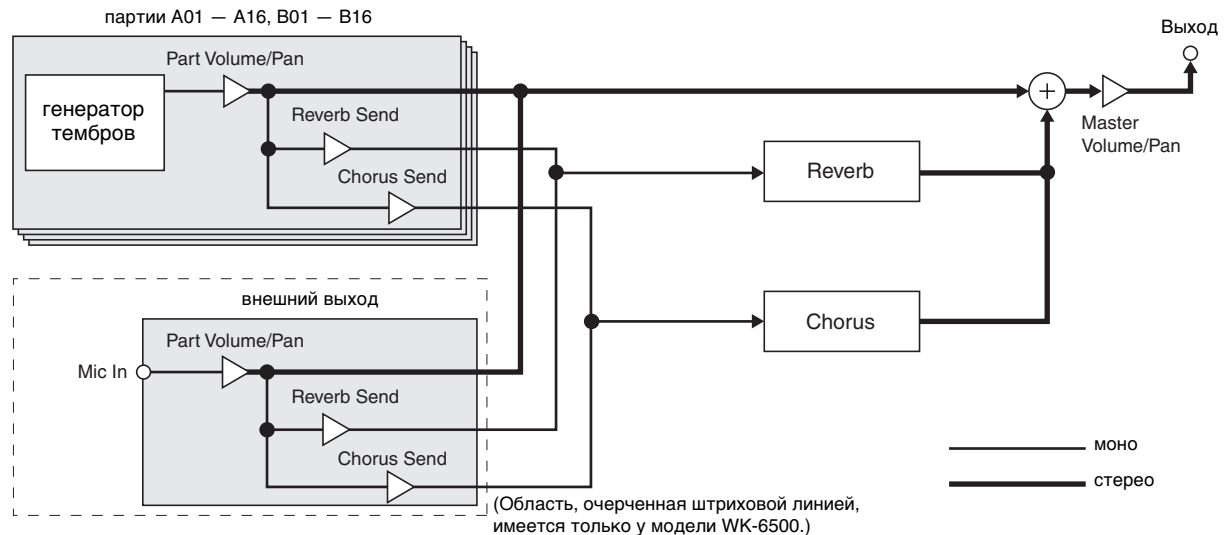 партии A01 — A16, B01 — B16
Выход
Part Volume/Pan
генератор
тембров
Reverb Send
Chorus Send
Master
Volume/Pan
Reverb
внешний выход
Chorus
Part Volume/Pan
Mic In
Reverb Send
Chorus Send
моно
стерео
(Область, очерченная штриховой линией,
имеется только у модели WK-6500.)